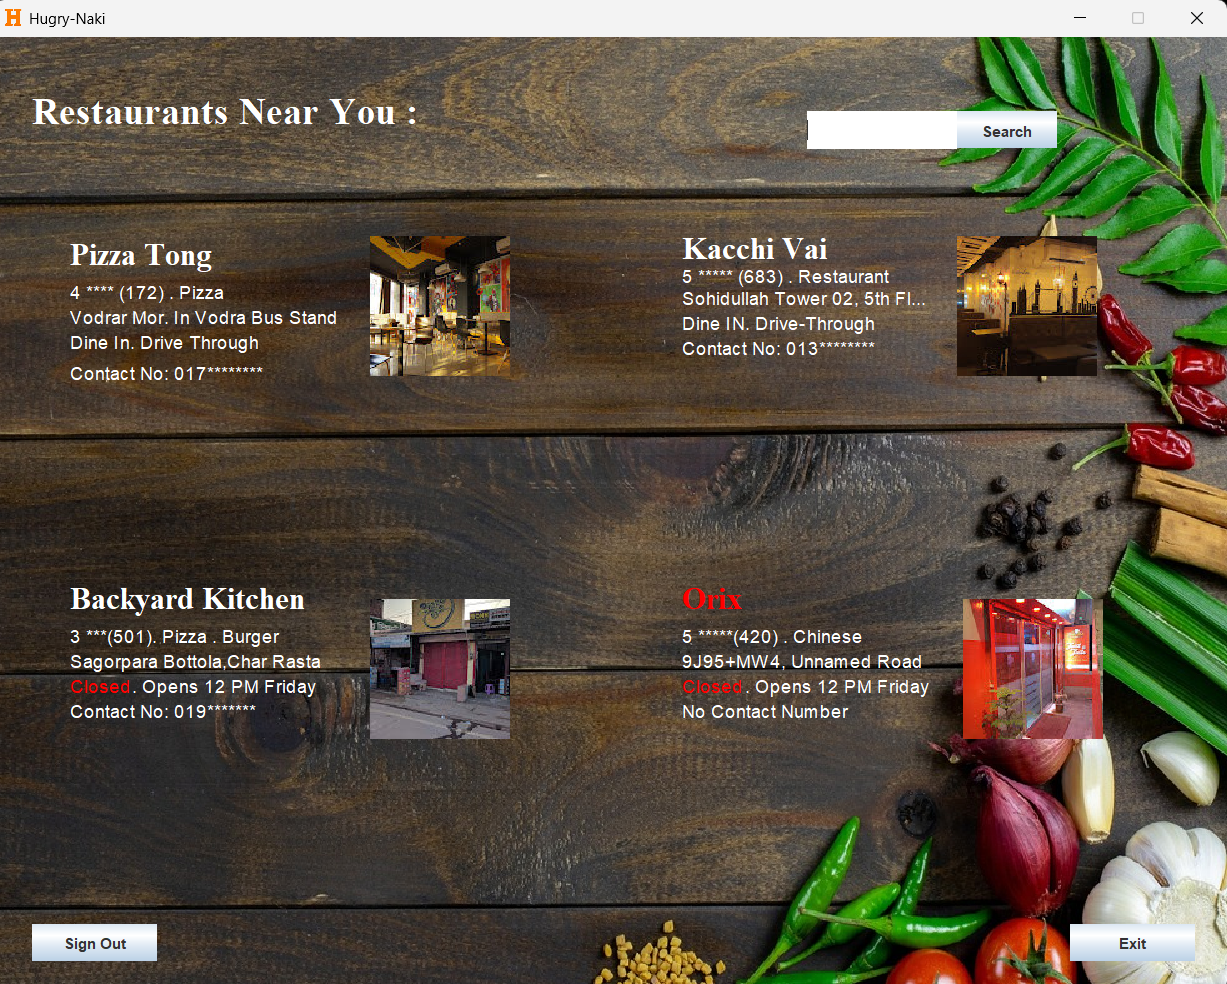 Hugry-Naki
Restaurants Near You :
Search
Pizza Tong
4 **** (172) . Pizza
Vodrar Mor. In Vodra Bus Stand
Dine In. Drive Through
Contact No: 017********
Kacchi Vai
5 ***** (683) . Restaurant
Sohidullah Tower 02, 5th Fl...
Dine IN. Drive-Through
Contact No: 013********
Backyard Kitchen
3 ***(501). Pizza . Burger
Sagorpara Bottola,Char Rasta
Closed. Opens 12 PM Friday
Contact No: 019*******
Orix
5 *****(420) . Chinese
9J95+MW4, Unnamed Road
Closed. Opens 12 PM Friday
No Contact Number
Sign Out
Exit